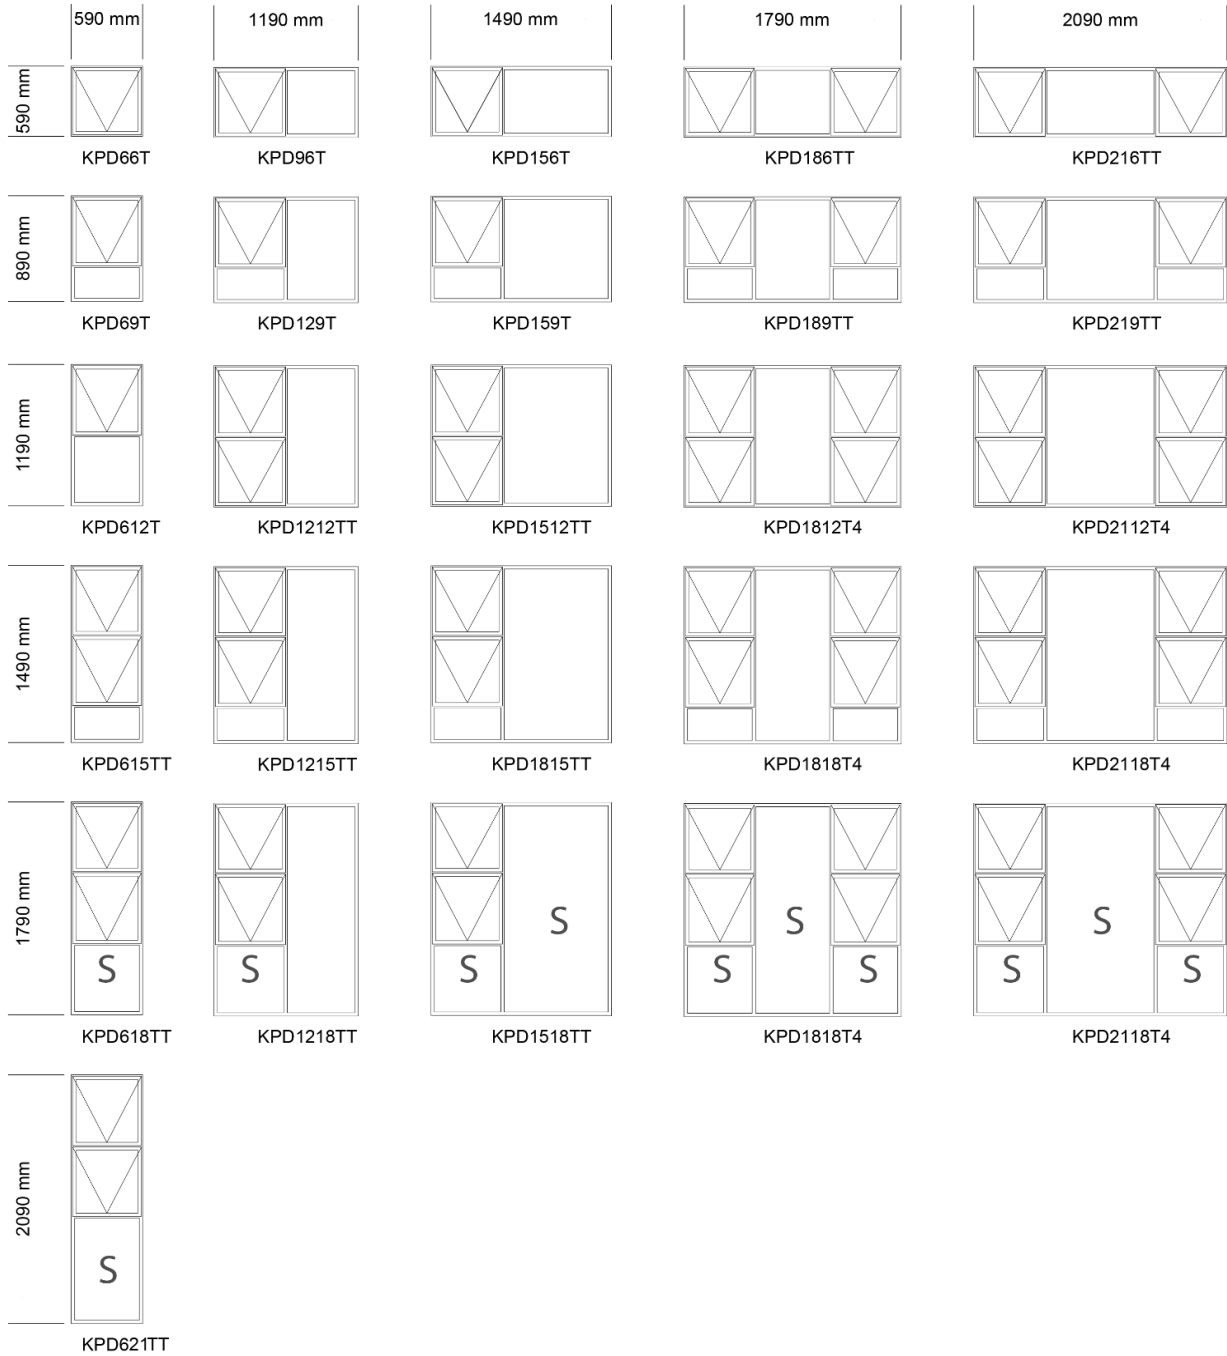 590 mm
1190 mm
1490 mm
1790 mm
2090 mm
590 mm
KPD66T
KPD96T
KPD156T
KPD186TT
KPD216TT
890 mm
KPD69T
KPD129T
KPD159T
KPD189TT
KPD219TT
1190 mm
KPD612T
KPD1212TT
KPD1512TT
KPD1812T4
KPD2112T4
1490 mm
KPD615TT
KPD1215TT
KPD1815TT
KPD1818T4
KPD2118T4
1790 mm
S
S
S
S
S
S
S
S
S
S
KPD618TT
KPD1218TT
KPD1518TT
KPD1818T4
KPD2118T4
2090 mm
S
KPD621TT